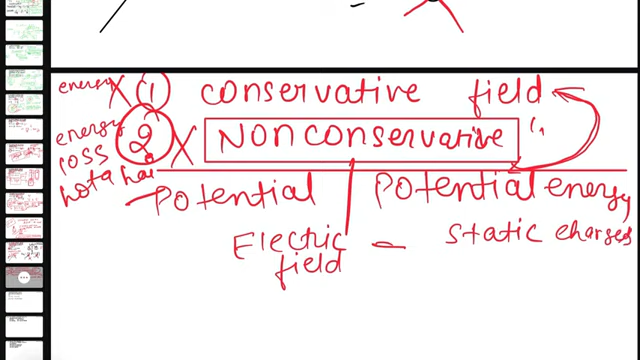 energy X ① conservative field
energy loss hota hai ② X Nonconservative
Potential Potential energy
Electric field - static charges